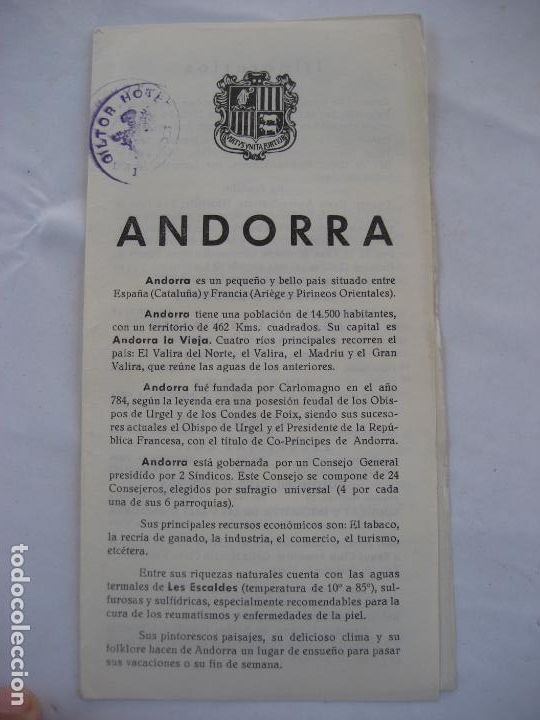 BILTOR HOTEL
VIRTVS VNITA FORTIOR
ANDORRA
Andorra es un pequeño y bello país situado entre
España (Cataluña) y Francia (Ariège y Pirineos Orientales).
Andorra tiene una población de 14.500 habitantes,
con un territorio de 462 Kms. cuadrados. Su capital es
Andorra la Vieja. Cuatro ríos principales recorren el
país: El Valira del Norte, el Valira, el Madriu y el Gran
Valira, que reúne las aguas de los anteriores.
Andorra fué fundada por Carlomagno en el año
784, según la leyenda era una posesión feudal de los Obis-
pos de Urgel y de los Condes de Foix, siendo sus suceso-
res actuales el Obispo de Urgel y el Presidente de la Repú-
blica Francesa, con el título de Co-Príncipes de Andorra.
Andorra está gobernada por un Consejo General
presidido por 2 Síndicos. Este Consejo se compone de 24
Consejeros, elegidos por sufragio universal (4 por cada
una de sus 6 parroquias).
Sus principales recursos económicos son: El tabaco,
la recría de ganado, la industria, el comercio, el turismo,
etcétera.
Entre sus riquezas naturales cuenta con las aguas
termales de Les Escaldes (temperatura de 10º a 85º), sul-
furosas y sulfídricas, especialmente recomendables para la
cura de los reumatismos y enfermedades de la piel.
Sus pintorescos paisajes, su delicioso clima y su
folklore hacen de Andorra un lugar de ensueño para pasar
sus vacaciones o su fin de semana.
todocoleccion.net